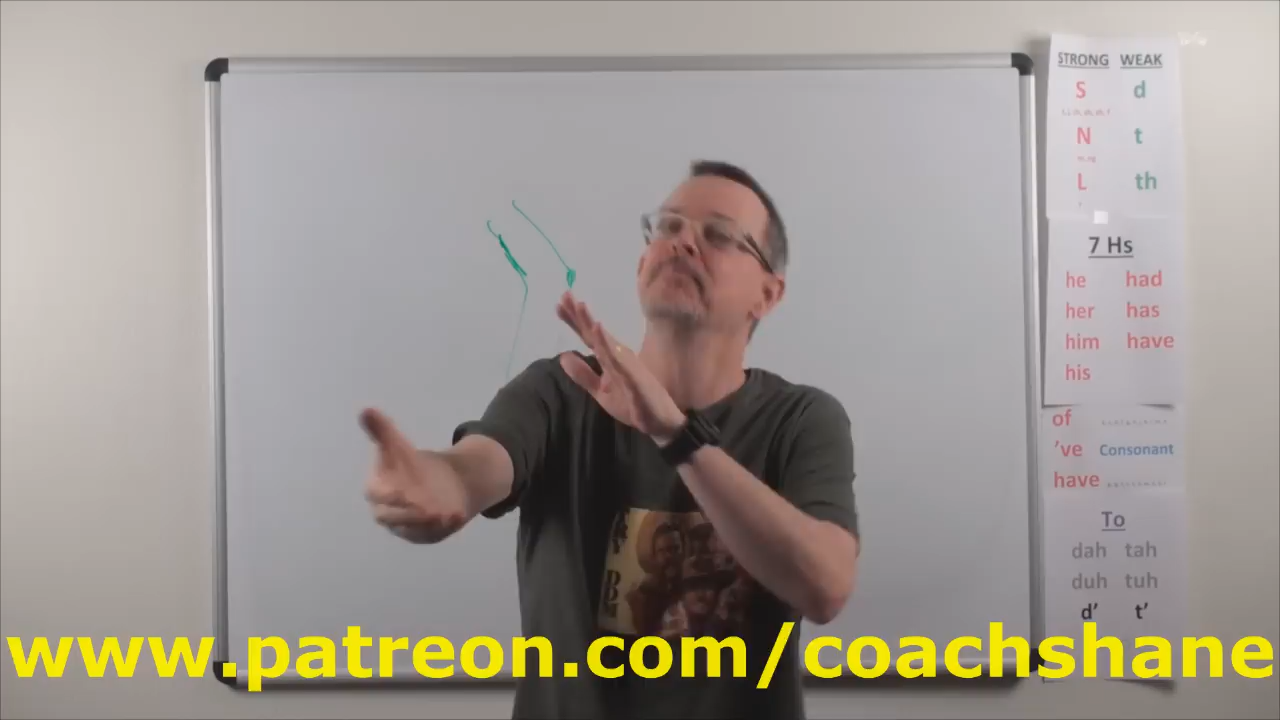 STRONG WEAK
S d
N t
m, ng
L th
7 Hs
he had
her has
him have
his
of
've Consonant
have
To
dah tah
duh tuh
d' t'
www.patreon.com/coachshane